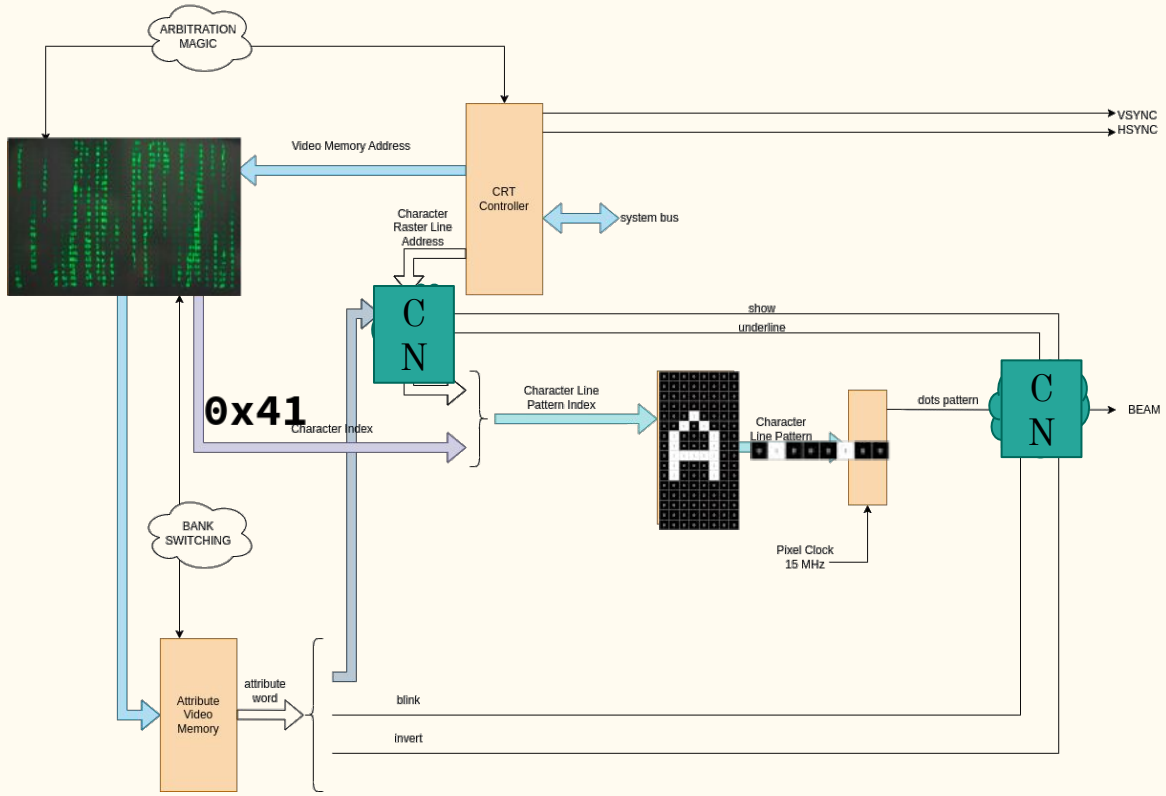 ARBITRATION
MAGIC
VSYNC
HSYNC
Video Memory Address
CRT
Controller
Character
Raster Line
Address
system bus
C
N
show
underline
0x41
Character Index
Character Line
Pattern Index
Character
Line Pattern
dots pattern
C
N
BEAM
BANK
SWITCHING
Pixel Clock
15 MHz
Attribute
Video
Memory
attribute
word
blink
invert